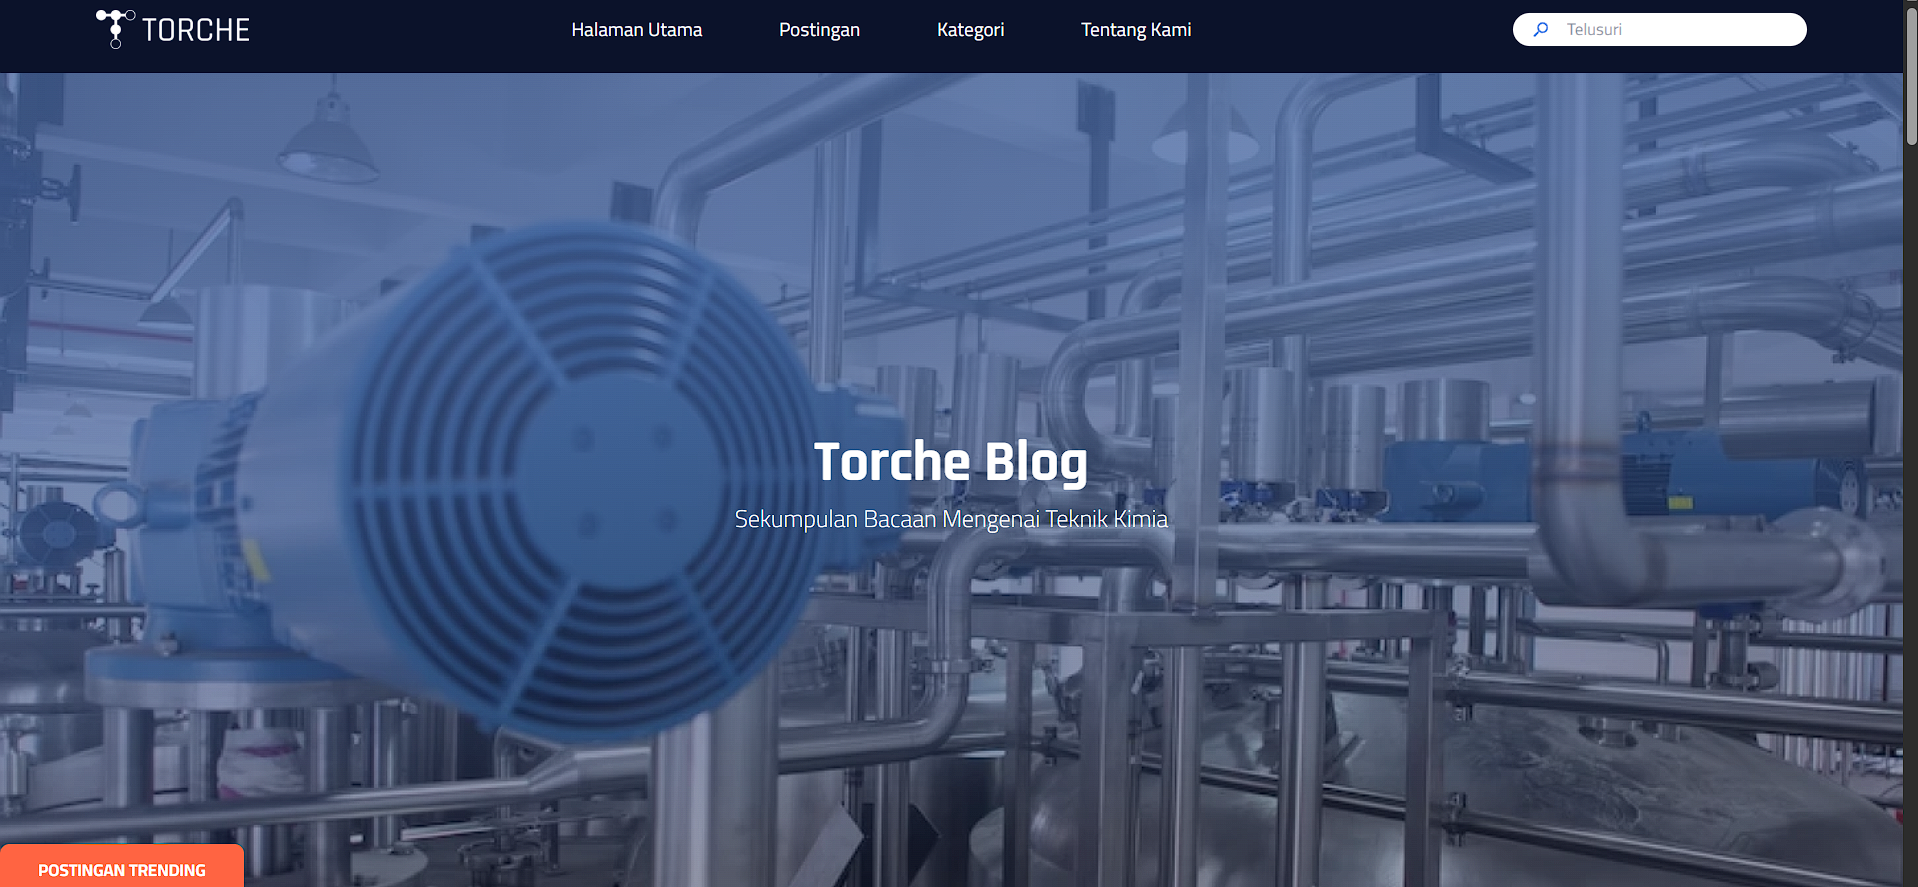 TORCHE
Halaman Utama
Postingan
Kategori
Tentang Kami
Telusuri
Torche Blog
Sekumpulan Bacaan Mengenai Teknik Kimia
POSTINGAN TRENDING